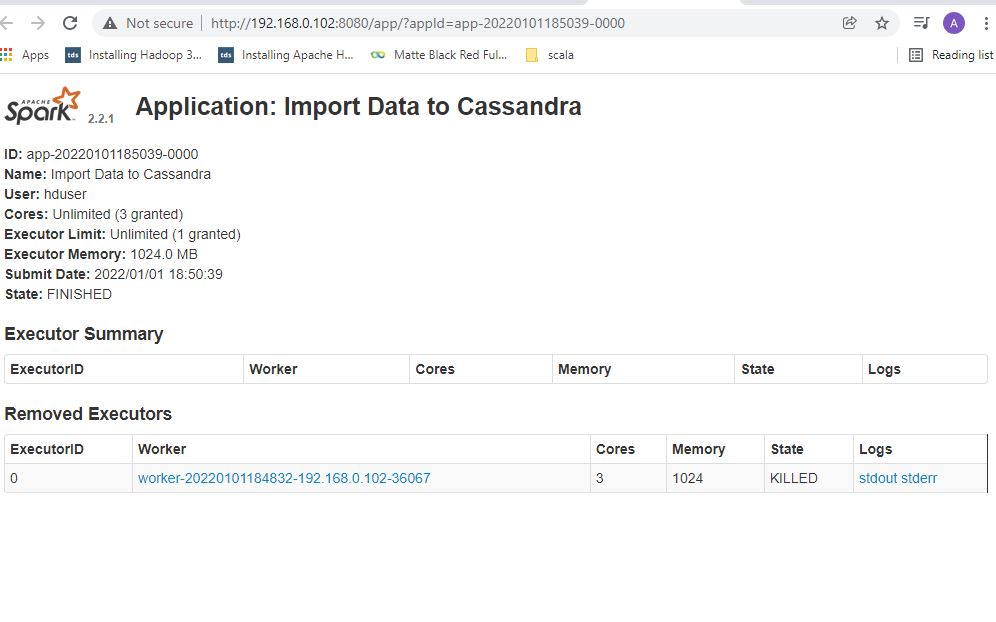 Not secure http://192.168.0.102:8080/app/?appId=app-20220101185039-0000 A
Apps tds Installing Hadoop 3... tds Installing Apache H... Matte Black Red Ful... scala Reading list
APACHE Spark 2.2.1 Application: Import Data to Cassandra
ID: app-20220101185039-0000
Name: Import Data to Cassandra
User: hduser
Cores: Unlimited (3 granted)
Executor Limit: Unlimited (1 granted)
Executor Memory: 1024.0 MB
Submit Date: 2022/01/01 18:50:39
State: FINISHED
Executor Summary
ExecutorID Worker Cores Memory State Logs
Removed Executors
ExecutorID Worker Cores Memory State Logs
0 worker-20220101184832-192.168.0.102-36067 3 1024 KILLED stdout stderr